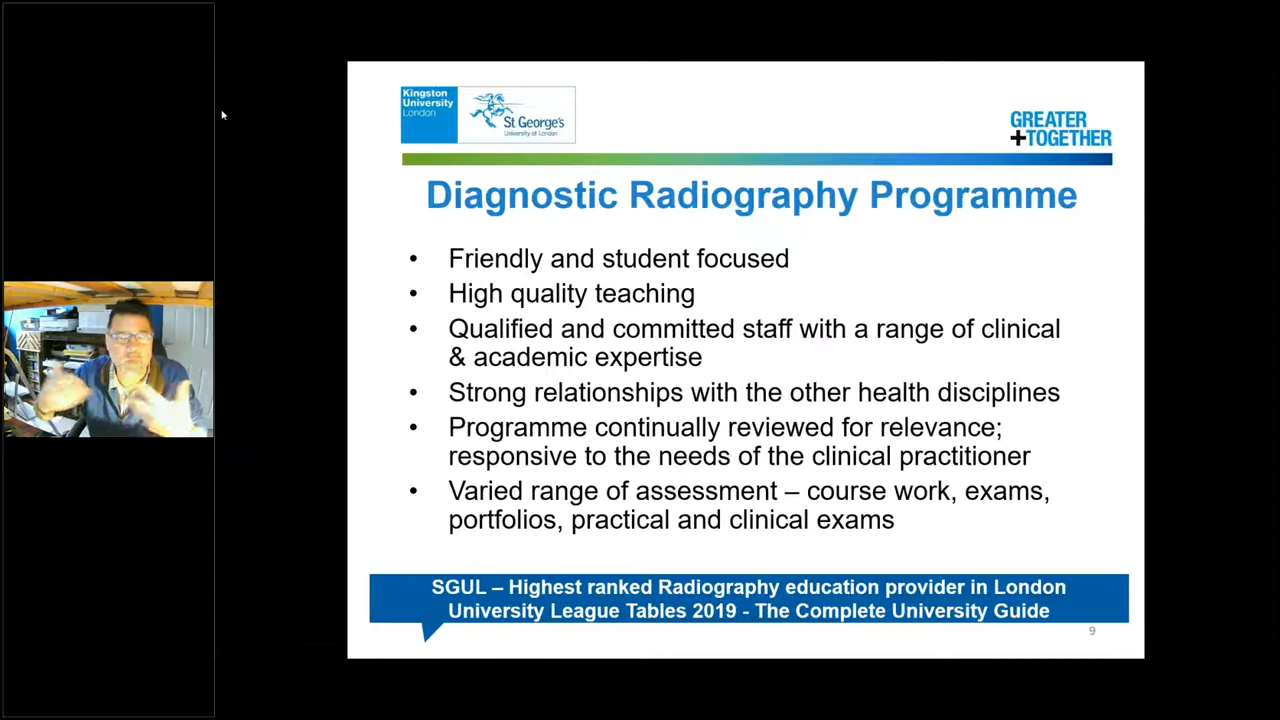 Kingston
University
London
St George's
University of London
GREATER
+TOGETHER
Diagnostic Radiography Programme
• Friendly and student focused
• High quality teaching
• Qualified and committed staff with a range of clinical
& academic expertise
• Strong relationships with the other health disciplines
• Programme continually reviewed for relevance;
responsive to the needs of the clinical practitioner
• Varied range of assessment – course work, exams,
portfolios, practical and clinical exams
SGUL – Highest ranked Radiography education provider in London
University League Tables 2019 - The Complete University Guide
9